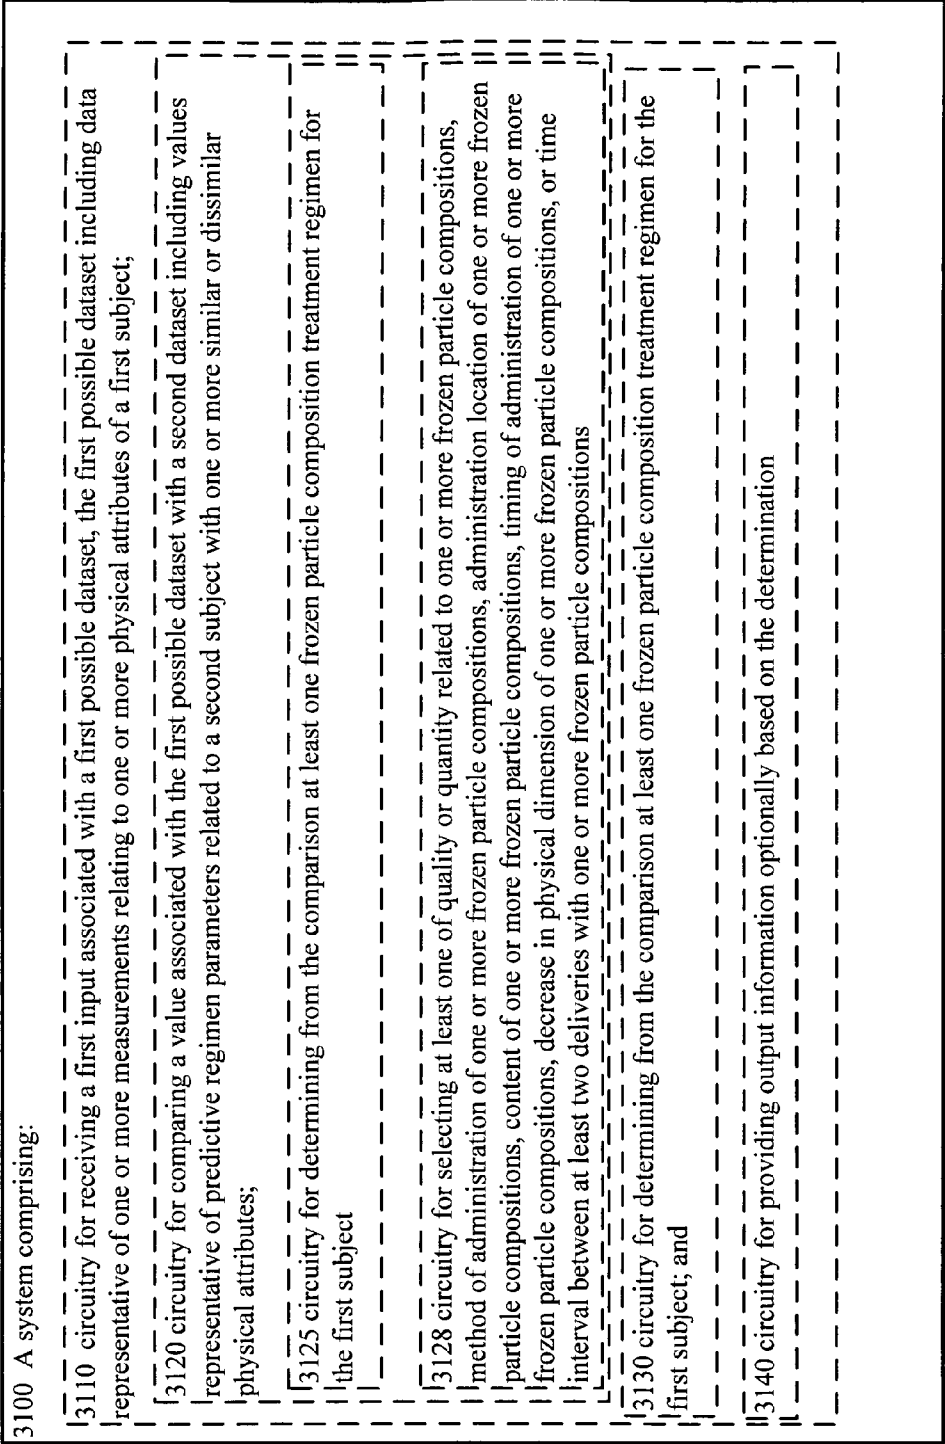 3100 A system comprising:
3110 circuitry for receiving a first input associated with a first possible dataset, the first possible dataset including data
representative of one or more measurements relating to one or more physical attributes of a first subject;
3120 circuitry for comparing a value associated with the first possible dataset with a second dataset including values
representative of predictive regimen parameters related to a second subject with one or more similar or dissimilar
physical attributes;
3125 circuitry for determining from the comparison at least one frozen particle composition treatment regimen for
the first subject
3128 circuitry for selecting at least one of quality or quantity related to one or more frozen particle compositions,
method of administration of one or more frozen particle compositions, administration location of one or more frozen
particle compositions, content of one or more frozen particle compositions, timing of administration of one or more
frozen particle compositions, decrease in physical dimension of one or more frozen particle compositions, or time
interval between at least two deliveries with one or more frozen particle compositions
3130 circuitry for determining from the comparison at least one frozen particle composition treatment regimen for the
first subject; and
3140 circuitry for providing output information optionally based on the determination